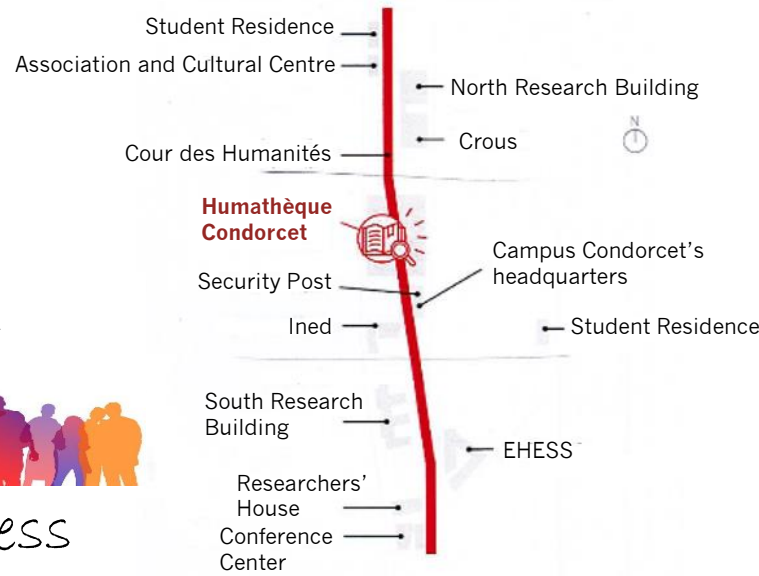 Student Residence
Association and Cultural Centre
North Research Building
N
Crous
Cour des Humanités
Humathèque
Condorcet
Campus Condorcet's
headquarters
Security Post
Ined
Student Residence
South Research
Building
EHESS
Researchers'
House
Conference
Center
ess